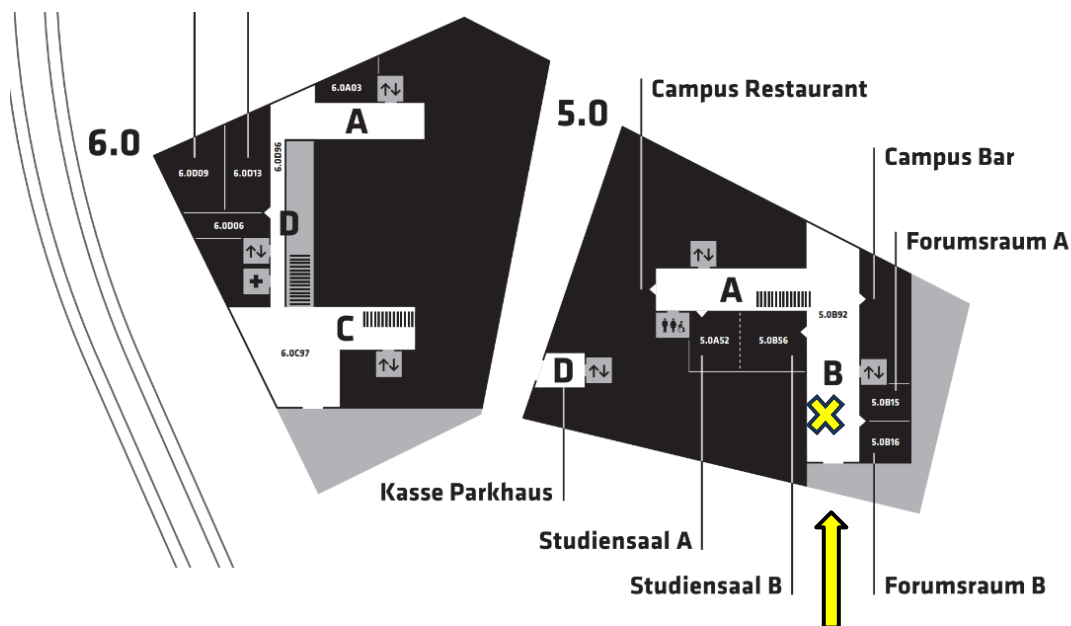 6.0
6.0A03
A
6.0D96
6.0D09
6.0D13
D
6.0D06
C
6.0C97
5.0
Campus Restaurant
Campus Bar
Forumsraum A
A
5.0B92
5.0A52
5.0B56
D
B
5.0B15
5.0B16
Kasse Parkhaus
Studiensaal A
Studiensaal B
Forumsraum B